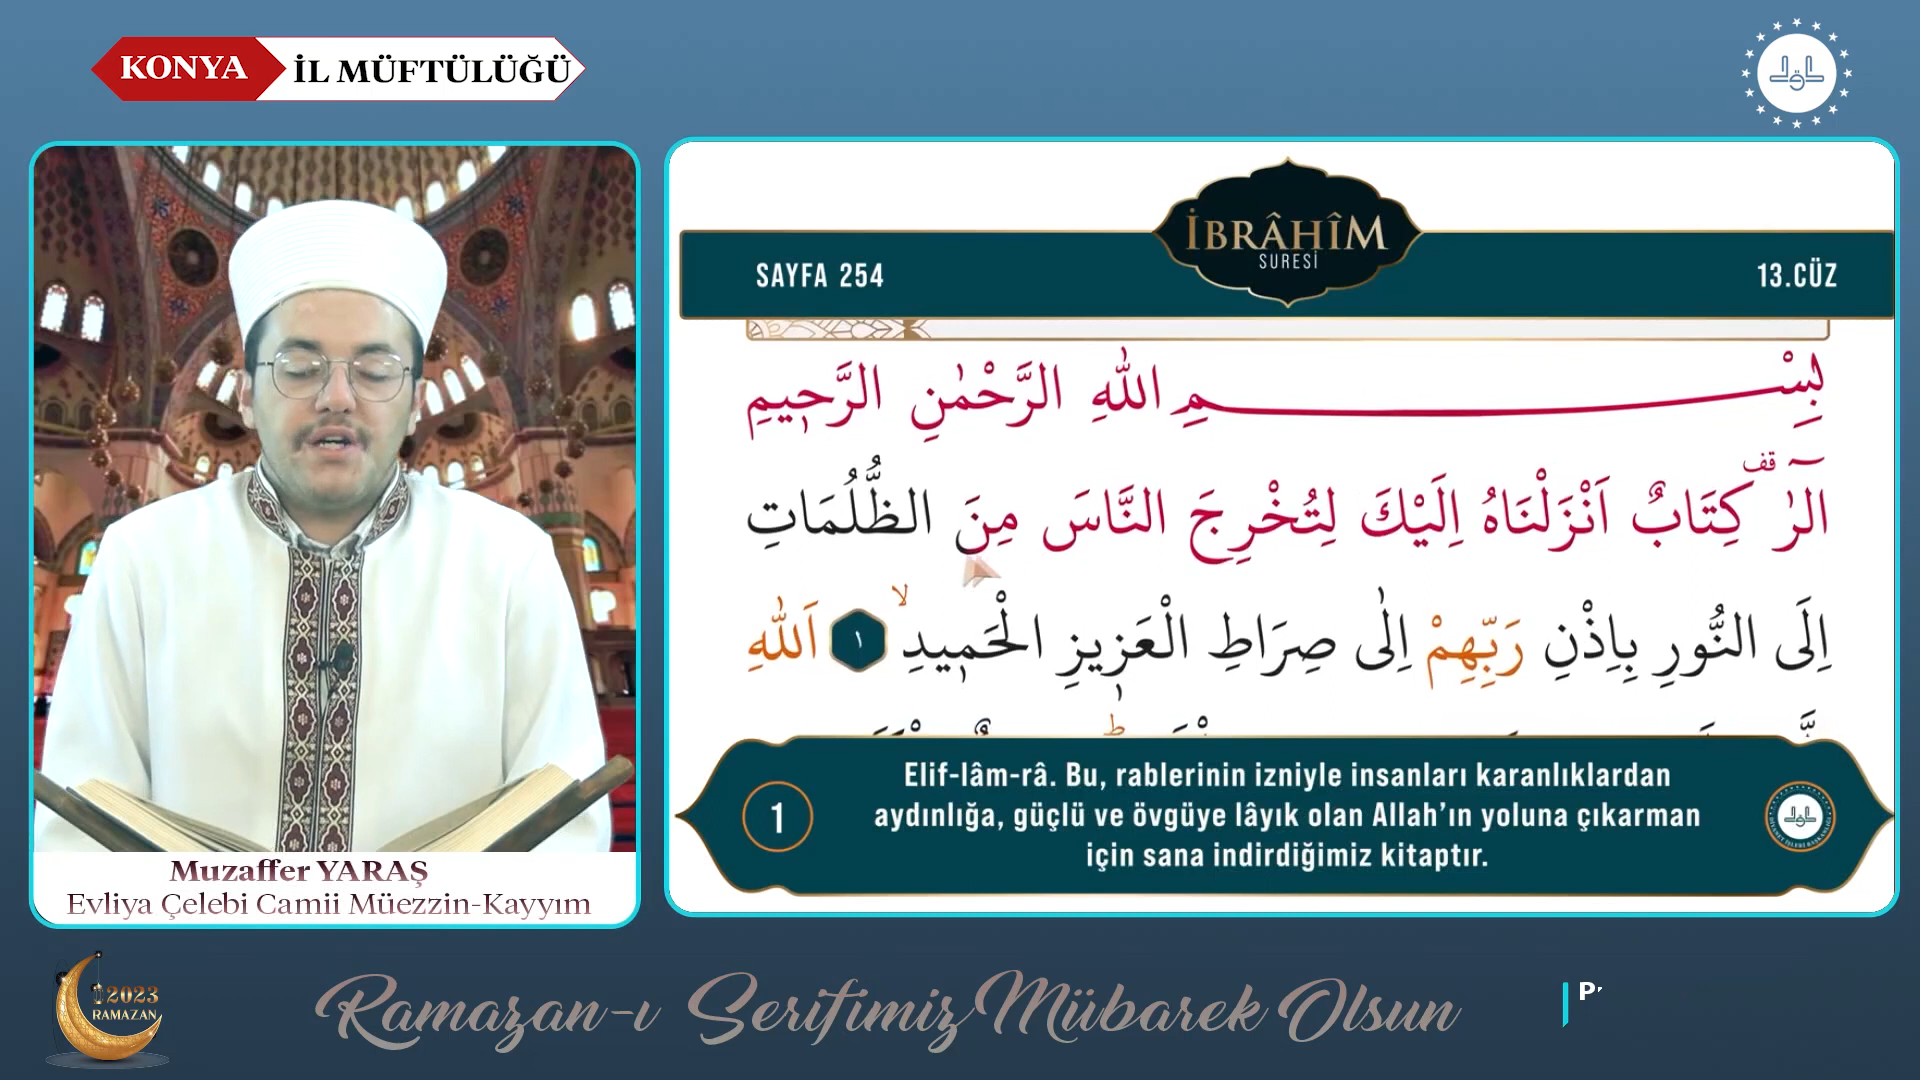 KONYA İL MÜFTÜLÜĞÜ
İBRÂHÎM
SURESİ
SAYFA 254
13.CÜZ
بِسْمِ اللّٰهِ الرَّحْمٰنِ الرَّح۪يمِ
الٓرٰ ࣞ كِتَابٌ اَنْزَلْنَاهُ اِلَيْكَ لِتُخْرِجَ النَّاسَ مِنَ الظُّلُمَاتِ
اِلَى النُّورِ بِاِذْنِ رَبِّهِمْ اِلٰى صِرَاطِ الْعَز۪يزِ الْحَم۪يدِۙ ١ اَللّٰهِ
1
Elif-lâm-râ. Bu, rablerinin izniyle insanları karanlıklardan
aydınlığa, güçlü ve övgüye lâyık olan Allah’ın yoluna çıkarman
için sana indirdiğimiz kitaptır.
Muzaffer YARAŞ
Evliya Çelebi Camii Müezzin-Kayyım
2023
RAMAZAN
Ramazan-ı Şerifimiz Mübarek Olsun